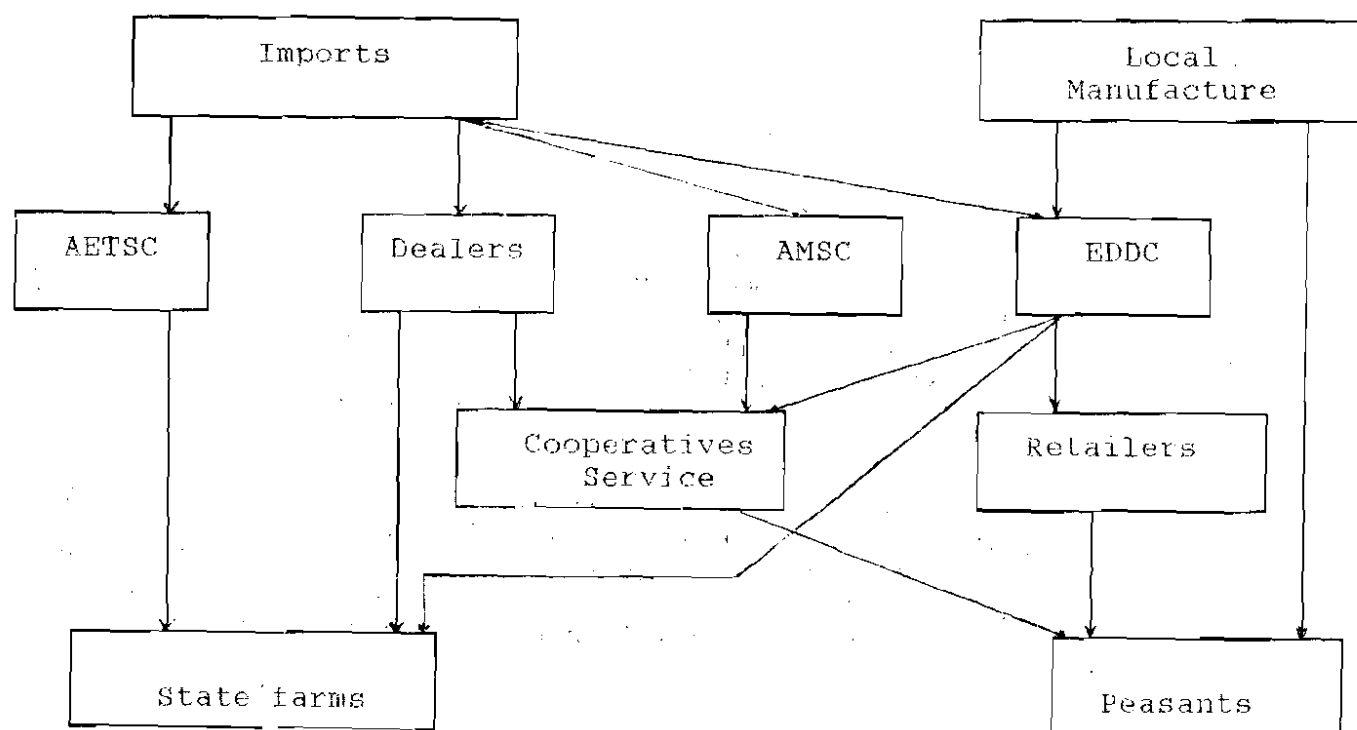 Imports
Local
Manufacture
AETSC
Dealers
AMSC
EDDC
Cooperatives
Service
Retailers
State farms
Peasants